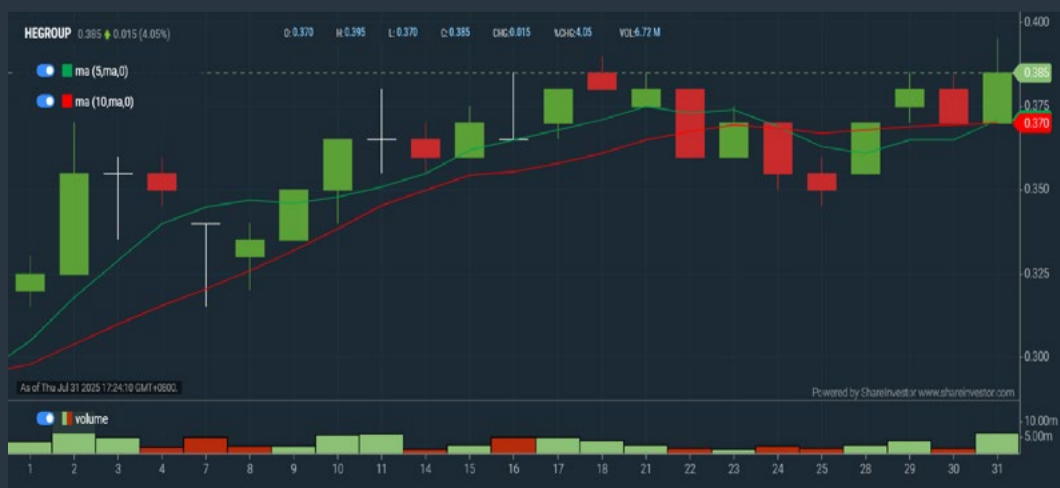 HEGROUP 0.385 0.015 (4.05%) O:0.370 H:0.395 L:0.370 C:0.385 CHG:0.015 %CHG:4.05 VOL:6.72 M
ma (5,ma,0)
ma (10,ma,0)
0.400
0.385
0.375
0.370
0.350
0.325
0.300
As of Thu Jul 31 2025 17:24:10 GMT+0800.
Powered by ShareInvestor www.shareinvestor.com
volume
10.00m
5.00m
1 2 3 4 7 8 9 10 11 14 15 16 17 18 21 22 23 24 25 28 29 30 31